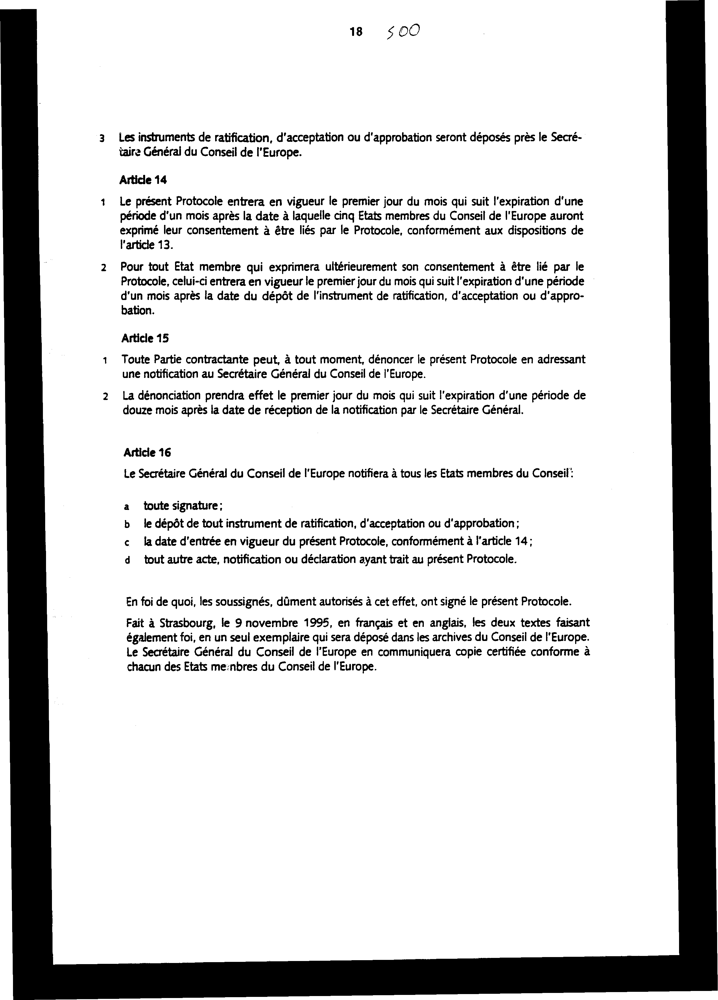 18 500
3 Les instruments de ratification, d'acceptation ou d'approbation seront déposés près le Secré-
taire Général du Conseil de l'Europe.
Article 14
1 Le présent Protocole entrera en vigueur le premier jour du mois qui suit l'expiration d'une
période d'un mois après la date à laquelle cinq Etats membres du Conseil de l'Europe auront
exprimé leur consentement à être liés par le Protocole, conformément aux dispositions de
l'article 13.
2 Pour tout Etat membre qui exprimera ultérieurement son consentement à être lié par le
Protocole, celui-ci entrera en vigueur le premier jour du mois qui suit l'expiration d'une période
d'un mois après la date du dépôt de l'instrument de ratification, d'acceptation ou d'appro-
bation.
Article 15
1 Toute Partie contractante peut, à tout moment, dénoncer le présent Protocole en adressant
une notification au Secrétaire Général du Conseil de l'Europe.
2 La dénonciation prendra effet le premier jour du mois qui suit l'expiration d'une période de
douze mois après la date de réception de la notification par le Secrétaire Général.
Article 16
Le Secrétaire Général du Conseil de l'Europe notifiera à tous les Etats membres du Conseil :
a toute signature ;
b le dépôt de tout instrument de ratification, d'acceptation ou d'approbation ;
c la date d'entrée en vigueur du présent Protocole, conformément à l'article 14 ;
d tout autre acte, notification ou déclaration ayant trait au présent Protocole.
En foi de quoi, les soussignés, dûment autorisés à cet effet, ont signé le présent Protocole.
Fait à Strasbourg, le 9 novembre 1995, en français et en anglais, les deux textes faisant
également foi, en un seul exemplaire qui sera déposé dans les archives du Conseil de l'Europe.
Le Secrétaire Général du Conseil de l'Europe en communiquera copie certifiée conforme à
chacun des Etats membres du Conseil de l'Europe.